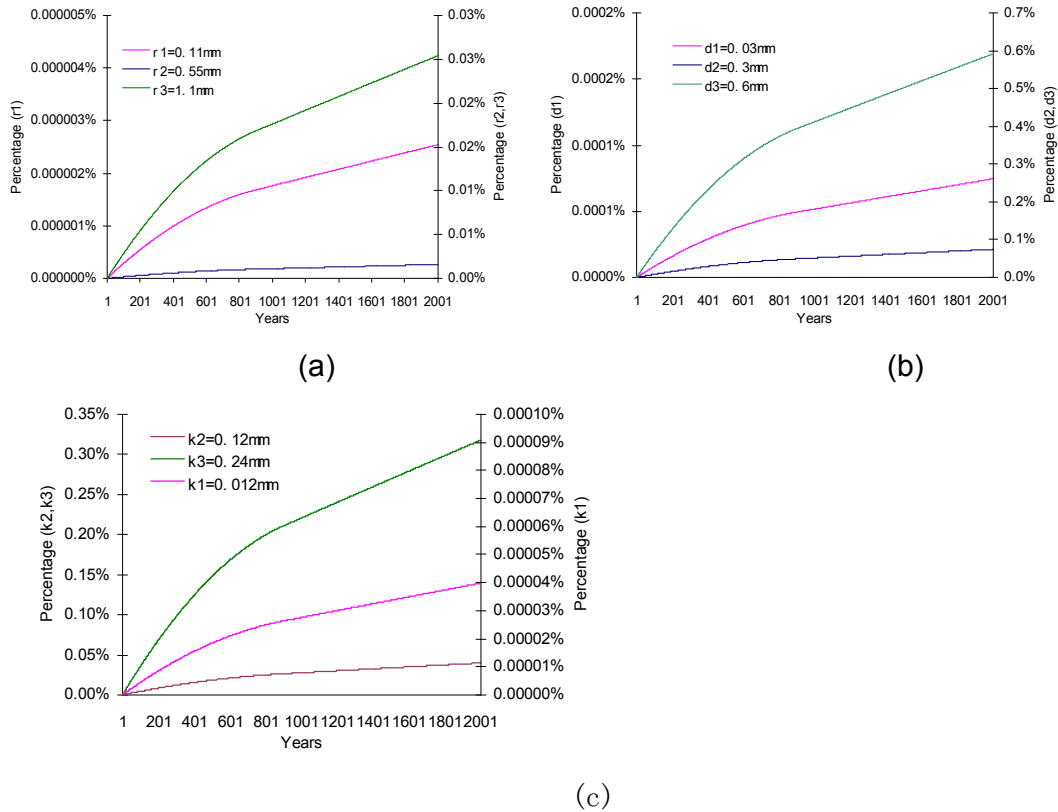 0.000005%
0.000004%
0.000003%
0.000002%
0.000001%
0.000000%
Percentage (r1)
r1=0. 11mm
r2=0. 55mm
r3=1. 1mm
0.03%
0.03%
0.02%
0.02%
0.01%
0.01%
0.00%
Percentage (r2,r3)
1 201 401 601 801 1001 1201 1401 1601 1801 2001
Years
(a)
0.0002%
0.0002%
0.0001%
0.0001%
0.0000%
Percentage (d1)
d1=0. 03mm
d2=0. 3mm
d3=0. 6mm
0.7%
0.6%
0.5%
0.4%
0.3%
0.2%
0.1%
0.0%
Percentage (d2,d3)
1 201 401 601 801 1001 1201 1401 1601 1801 2001
Years
(b)
0.35%
0.30%
0.25%
0.20%
0.15%
0.10%
0.05%
0.00%
Percentage (k2,k3)
k2=0. 12mm
k3=0. 24mm
k1=0. 012mm
0.00010%
0.00009%
0.00008%
0.00007%
0.00006%
0.00005%
0.00004%
0.00003%
0.00002%
0.00001%
0.00000%
Percentage (k1)
1 201 401 601 801 1001 1201 1401 1601 1801 2001
Years
(c)